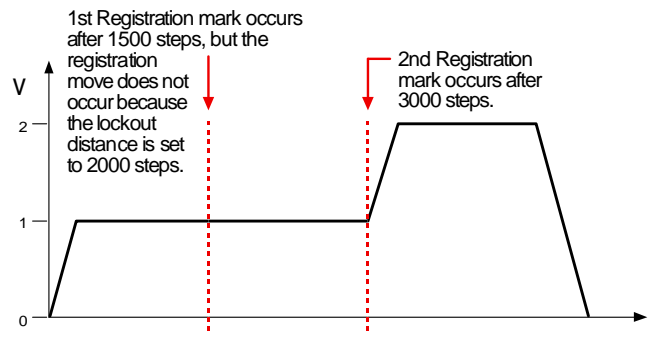 1st Registration mark occurs
after 1500 steps, but the
registration
move does not
occur because
the lockout
distance is set
to 2000 steps.
2nd Registration
mark occurs after
3000 steps.
V
2
1
0